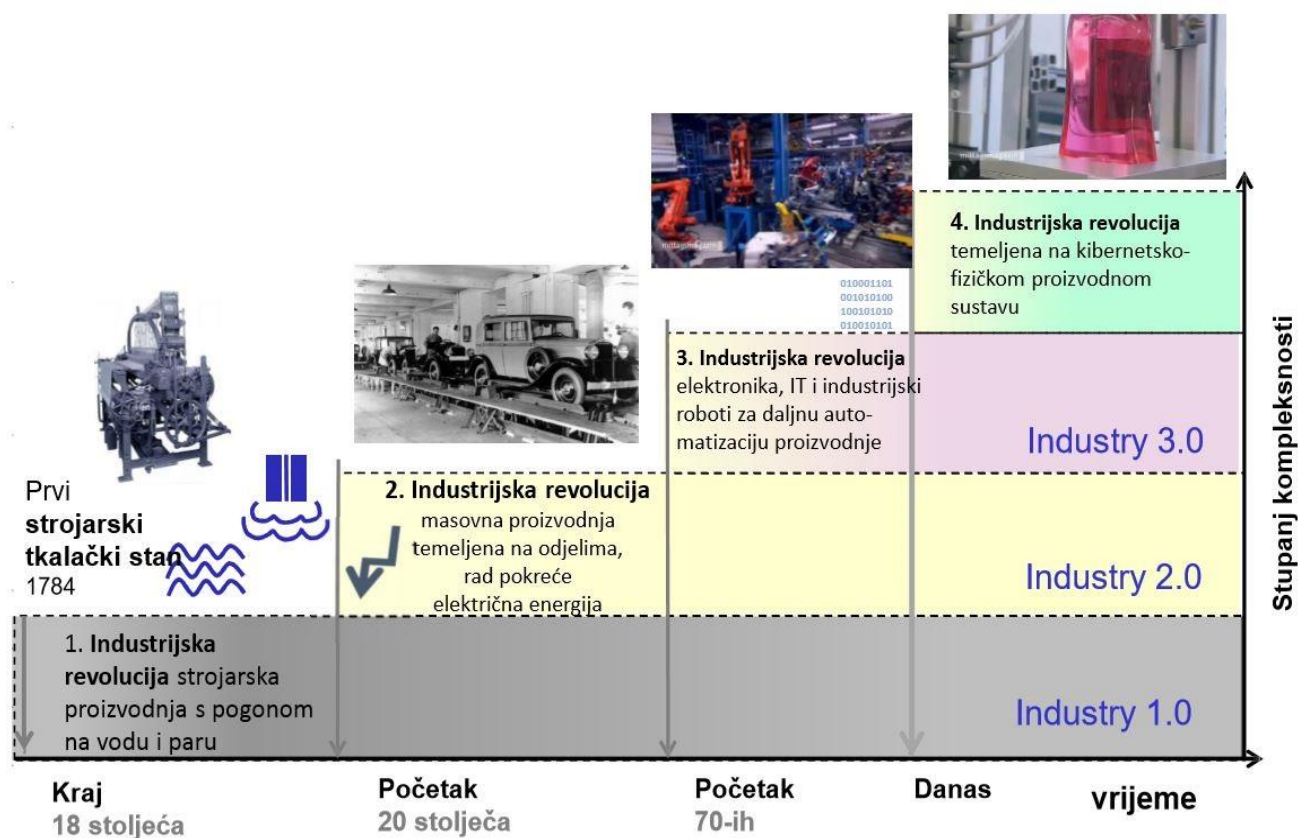 mittagsmagazin
mittagsmagazin
010001101
001010100
100101010
010010101
4. Industrijska revolucija
temeljena na kibernetsko-
fizičkom proizvodnom
sustavu
3. Industrijska revolucija
elektronika, IT i industrijski
roboti za daljnu auto-
matizaciju proizvodnje
Industry 3.0
Prvi
strojarski
tkalački stan
1784
2. Industrijska revolucija
masovna proizvodnja
temeljena na odjelima,
rad pokreće
električna energija
Industry 2.0
1. Industrijska
revolucija strojarska
proizvodnja s pogonom
na vodu i paru
Industry 1.0
Stupanj kompleksnosti
Kraj
18 stoljeća
Početak
20 stolječa
Početak
70-ih
Danas
vrijeme